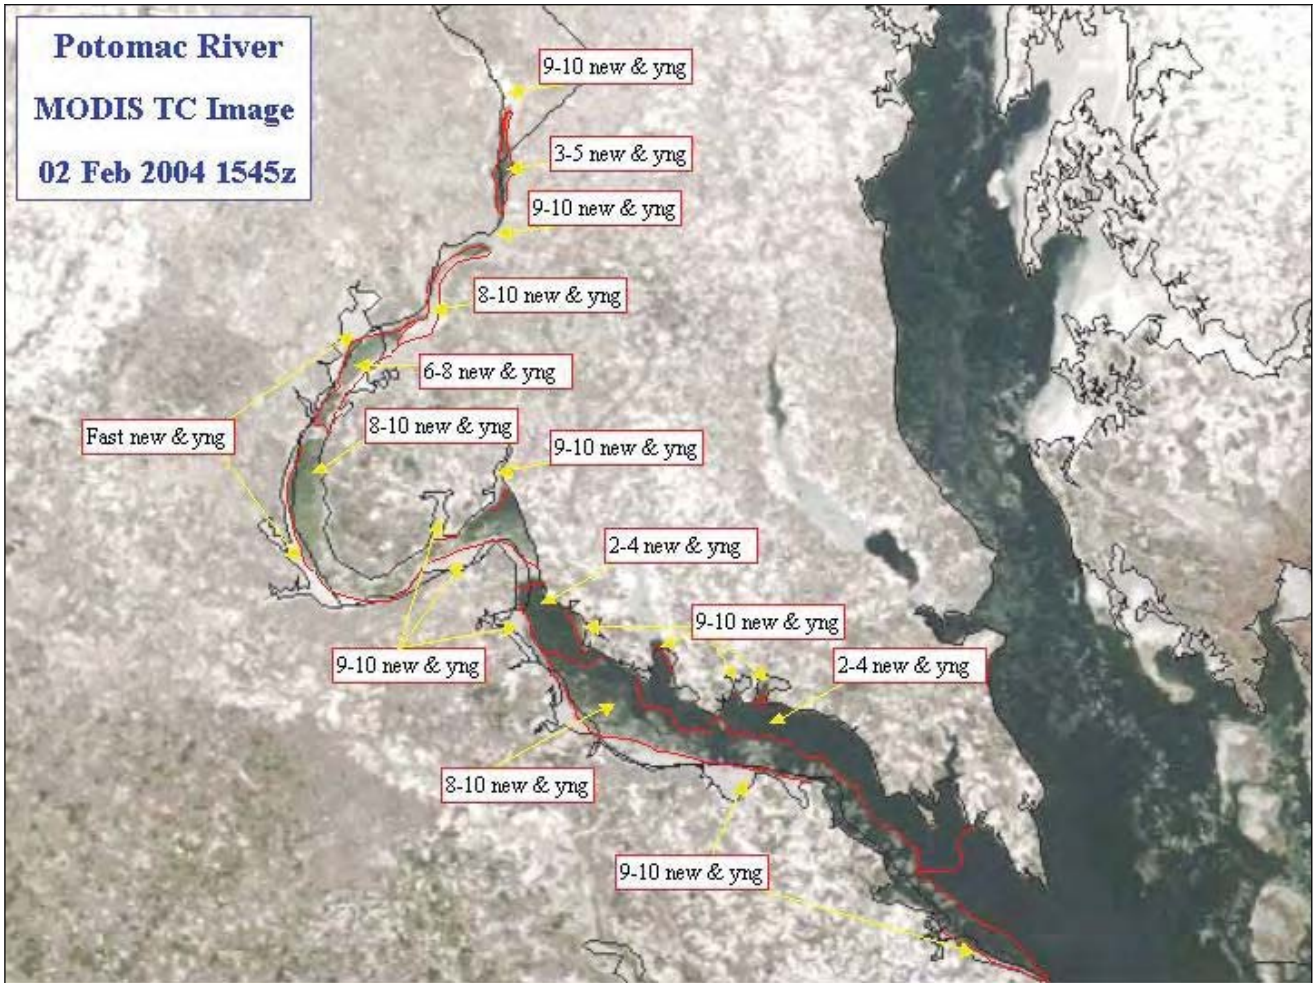 Potomac River
MODIS TC Image
02 Feb 2004 1545z
9-10 new & yng
3-5 new & yng
9-10 new & yng
8-10 new & yng
6-8 new & yng
Fast new & yng
8-10 new & yng
9-10 new & yng
2-4 new & yng
9-10 new & yng
9-10 new & yng
2-4 new & yng
8-10 new & yng
9-10 new & yng